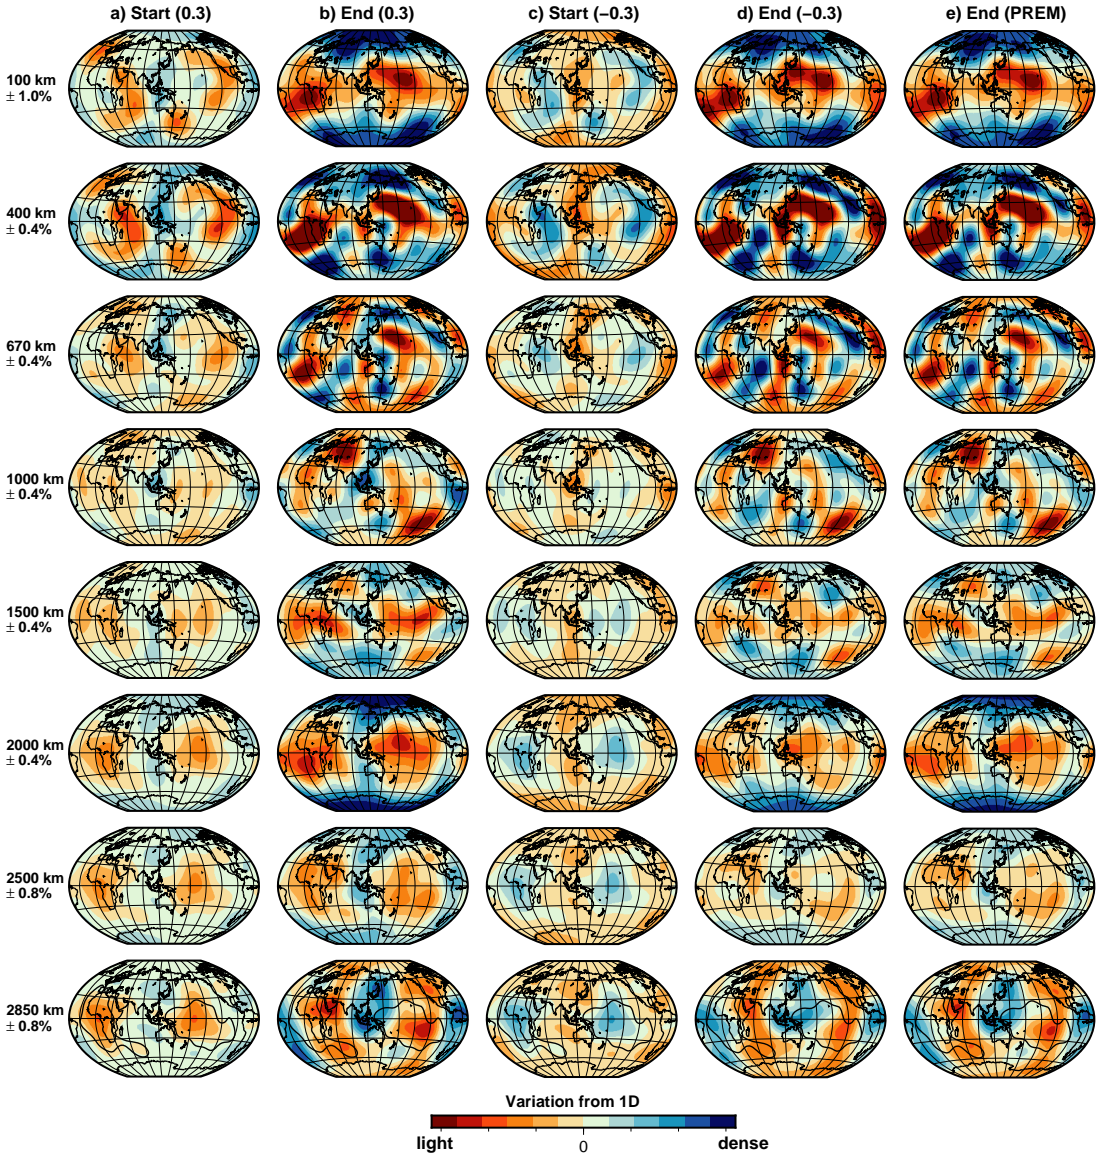 a) Start (0.3) b) End (0.3) c) Start (−0.3) d) End (−0.3) e) End (PREM)
100 km
± 1.0%
400 km
± 0.4%
670 km
± 0.4%
1000 km
± 0.4%
1500 km
± 0.4%
2000 km
± 0.4%
2500 km
± 0.8%
2850 km
± 0.8%
Variation from 1D
light 0 dense